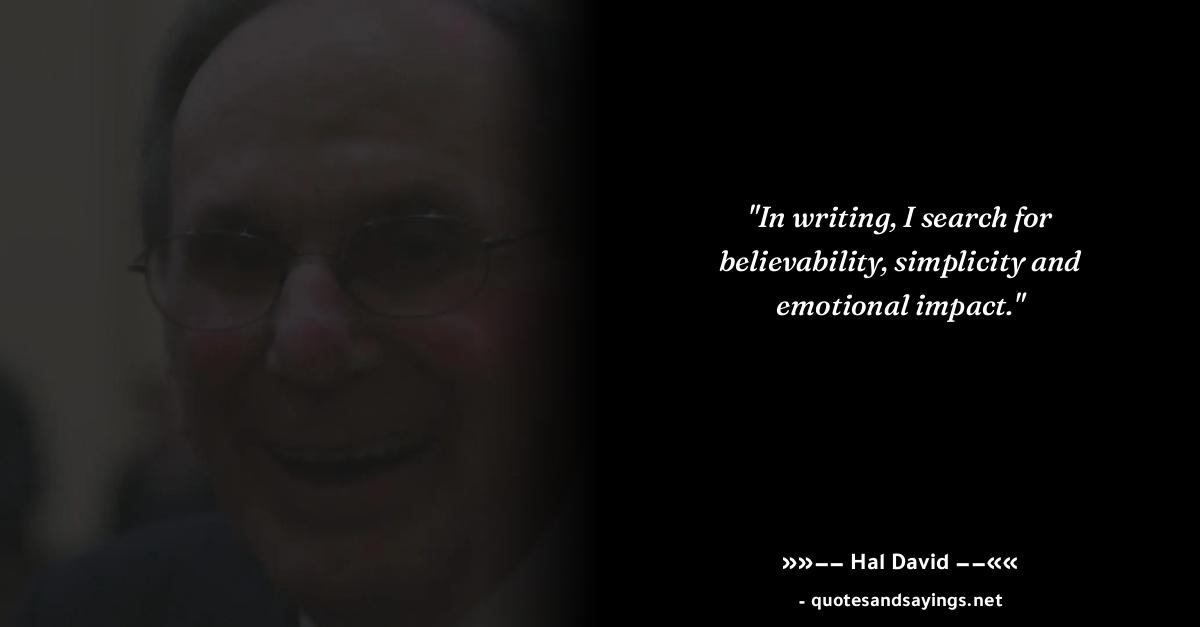 "In writing, I search for
believability, simplicity and
emotional impact."
»»–– Hal David ––««
- quotesandsayings.net